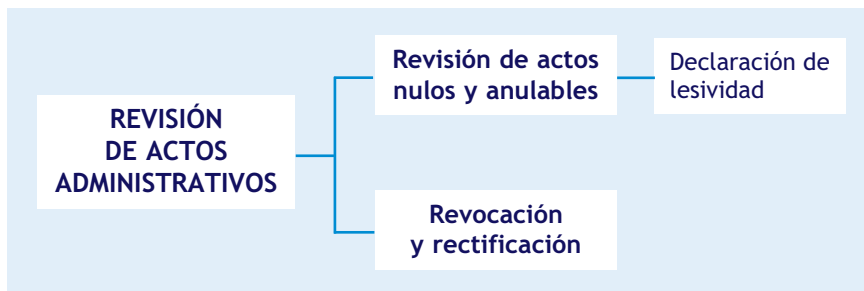 REVISIÓN
DE ACTOS
ADMINISTRATIVOS
Revisión de actos
nulos y anulables
Declaración de
lesividad
Revocación
y rectificación